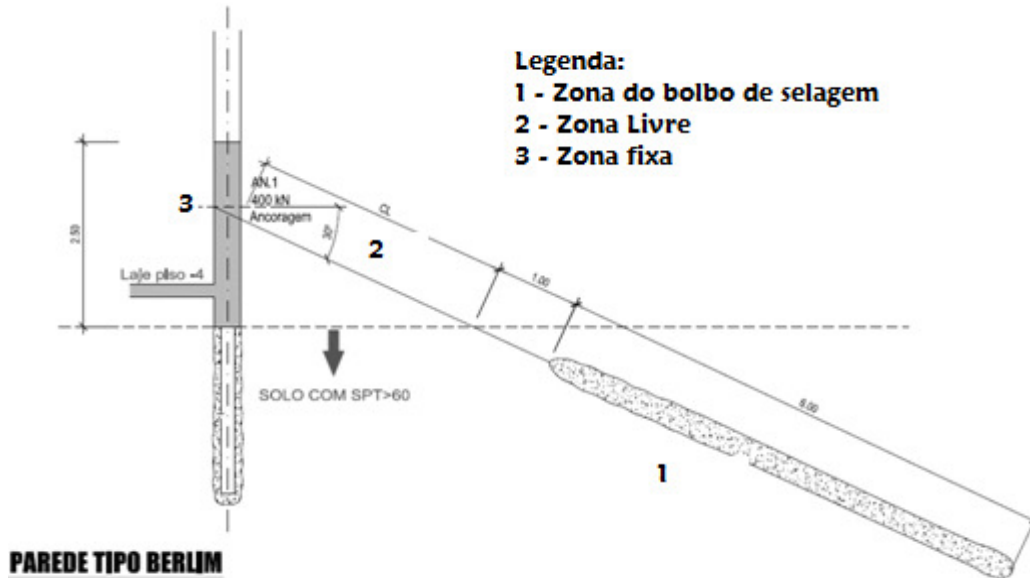 Legenda:
1 - Zona do bolbo de selagem
2 - Zona Livre
3 - Zona fixa
AN.1
400 kN
Ancoragem
3
CL
30º
2
2.50
Laje piso -4
1.00
SOLO COM SPT>60
6.00
1
PAREDE TIPO BERLIM